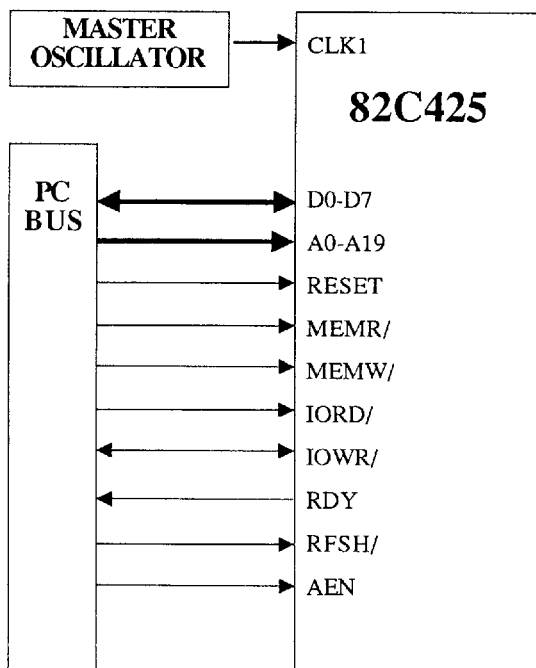 MASTER
OSCILLATOR
CLK1
82C425
PC
BUS
D0-D7
A0-A19
RESET
MEMR/
MEMW/
IORD/
IOWR/
RDY
RFSH/
AEN